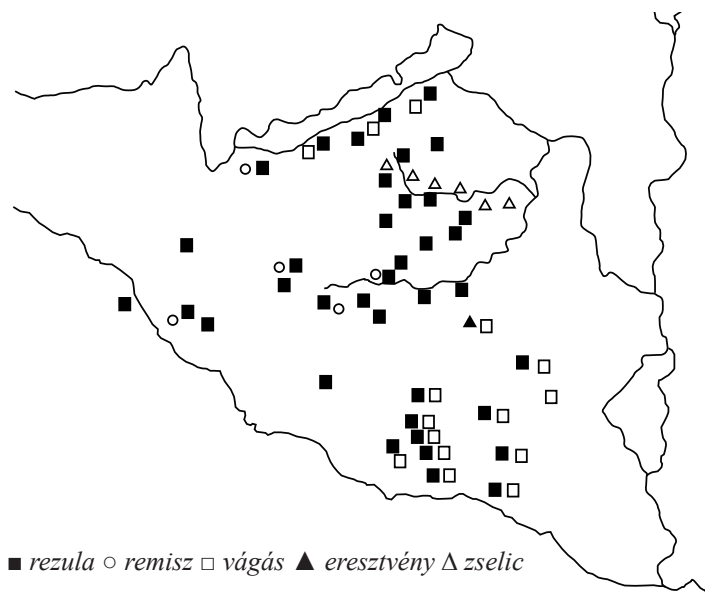 ■ rezula ○ remisz □ vágás ▲ eresztvény Δ zselic